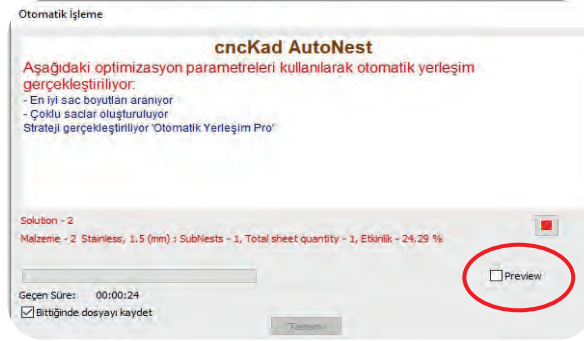 Otomatik İşleme
cncKad AutoNest
Aşağıdaki optimizasyon parametreleri kullanılarak otomatik yerleşim
gerçekleştiriliyor:
- En iyi sac boyutları aranıyor
- Çoklu saclar oluşturuluyor
Strateji gerçekleştiriliyor 'Otomatik Yerleşim Pro'
Solution - 2
Malzeme - 2 Stainless, 1.5 (mm) : SubNests - 1, Total sheet quantity - 1, Etkinlik - 24.29 %
Preview
Geçen Süre: 00:00:24
Bittiğinde dosyayı kaydet
Tamam